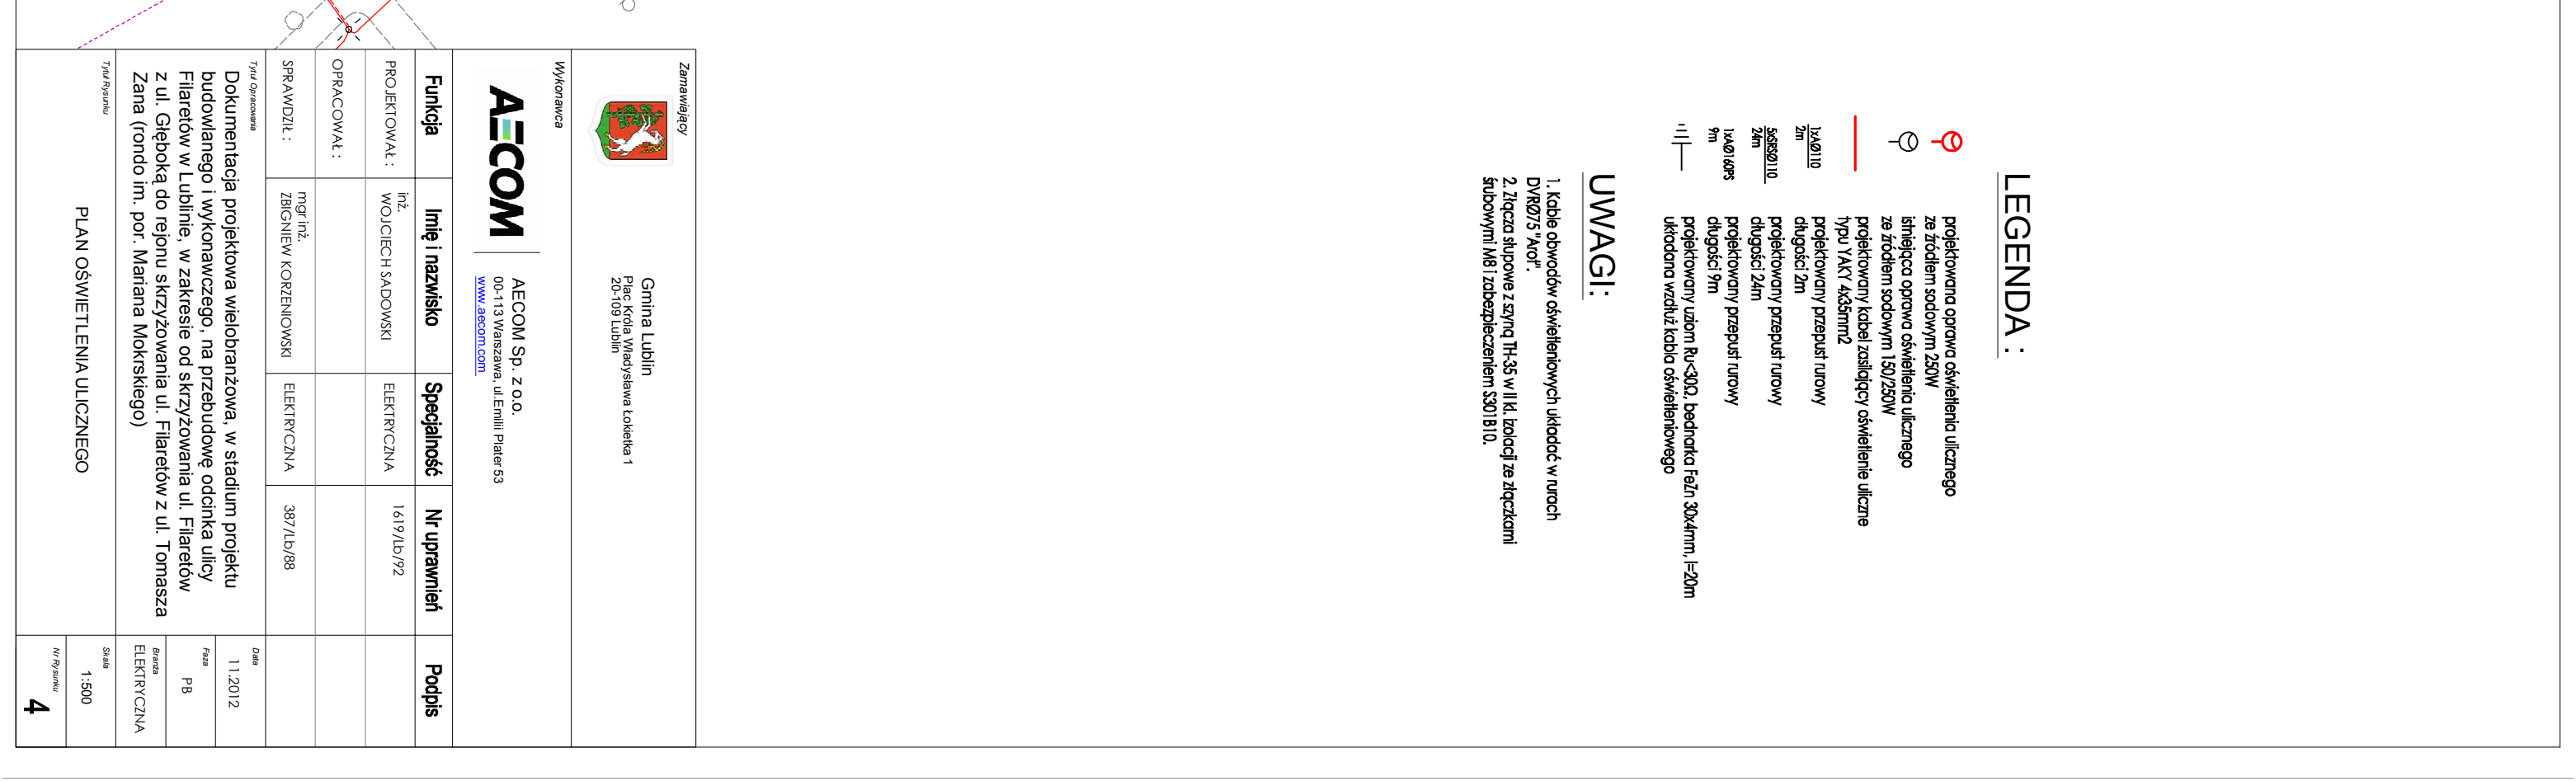 LEGENDA :
projektowana oprawa oświetlenia ulicznego
ze źródłem sodowym 250W
istniejąca oprawa oświetlenia ulicznego
ze źródłem sodowym 150/250W
projektowany kabel zasilający oświetlenie uliczne
typu YAKY 4x35mm2
1xAØ110
2m
projektowany przepust rurowy
długości 2m
5xSRSØ110
24m
projektowany przepust rurowy
długości 24m
1xAØ160PS
9m
projektowany przepust rurowy
długości 9m
projektowany uziom Ru<30Ω, bednarka FeZn 30x4mm, l=20m
układana wzdłuż kabla oświetleniowego
UWAGI:
1. Kable obwodów oświetleniowych układać w rurach
DVRØ75 "Arot".
2. Złącza słupowe z szyną TH-35 w II kl. izolacji ze złączkami
śrubowymi M8 i zabezpieczeniem S301B10.
Zamawiający
Gmina Lublin
Plac Króla Władysława Łokietka 1
20-109 Lublin
Wykonawca
AECOM
AECOM Sp. z o.o.
00-113 Warszawa, ul.Emilii Plater 53
www.aecom.com
Funkcja Imię i nazwisko Specjalność Nr uprawnień Podpis
PROJEKTOWAŁ : inż. WOJCIECH SADOWSKI ELEKTRYCZNA 1619/Lb/92
OPRACOWAŁ :
SPRAWDZIŁ : mgr inż. ZBIGNIEW KORZENIOWSKI ELEKTRYCZNA 387/Lb/88
Tytuł Opracowania
Dokumentacja projektowa wielobranżowa, w stadium projektu
budowlanego i wykonawczego, na przebudowę odcinka ulicy
Filaretów w Lublinie, w zakresie od skrzyżowania ul. Filaretów
z ul. Głęboką do rejonu skrzyżowania ul. Filaretów z ul. Tomasza
Zana (rondo im. por. Mariana Mokrskiego)
Data
11.2012
Faza
PB
Branża
ELEKTRYCZNA
Tytuł Rysunku
PLAN OŚWIETLENIA ULICZNEGO
Skala
1:500
Nr Rysunku
4